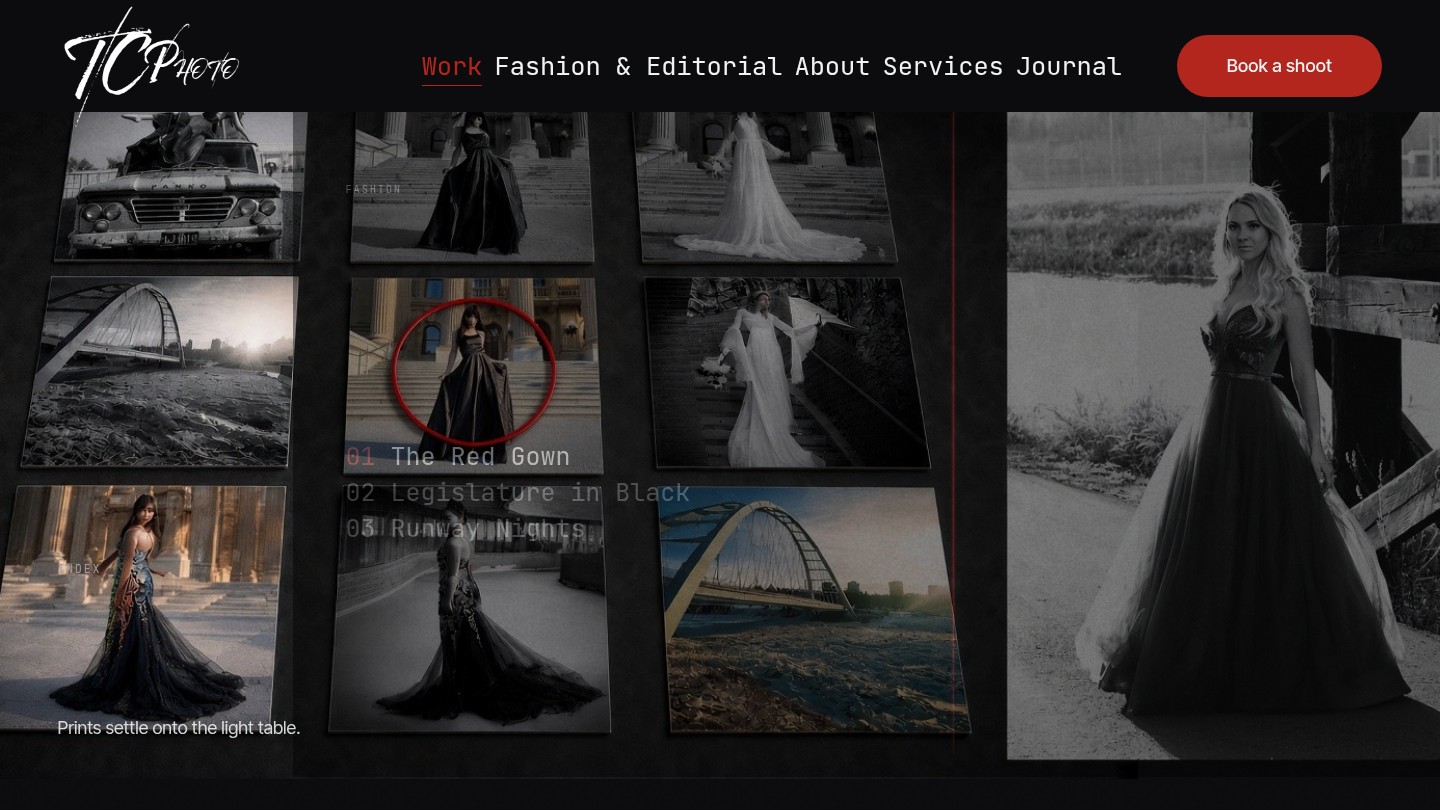 TCPHOTO
Work Fashion & Editorial About Services Journal
Book a shoot
FASHION
01 The Red Gown
02 Legislature in Black
03 Runway Nights
Prints settle onto the light table.